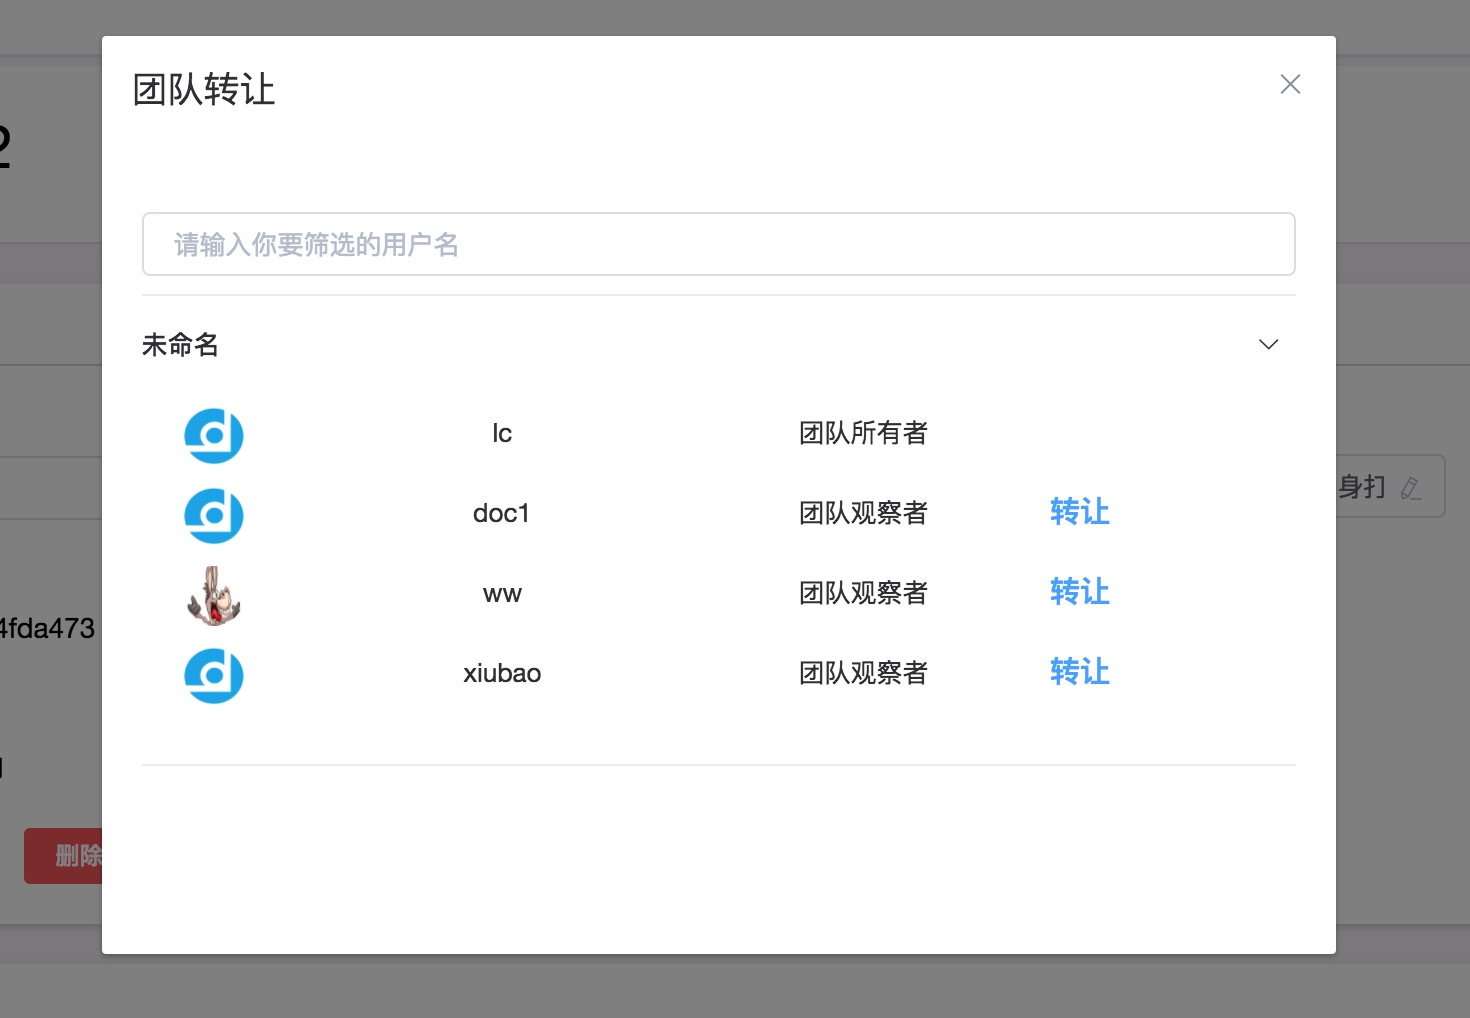 团队转让
请输入你要筛选的用户名
未命名
lc 团队所有者
doc1 团队观察者 转让
身打
ww 团队观察者 转让
4fda473
xiubao 团队观察者 转让
删除